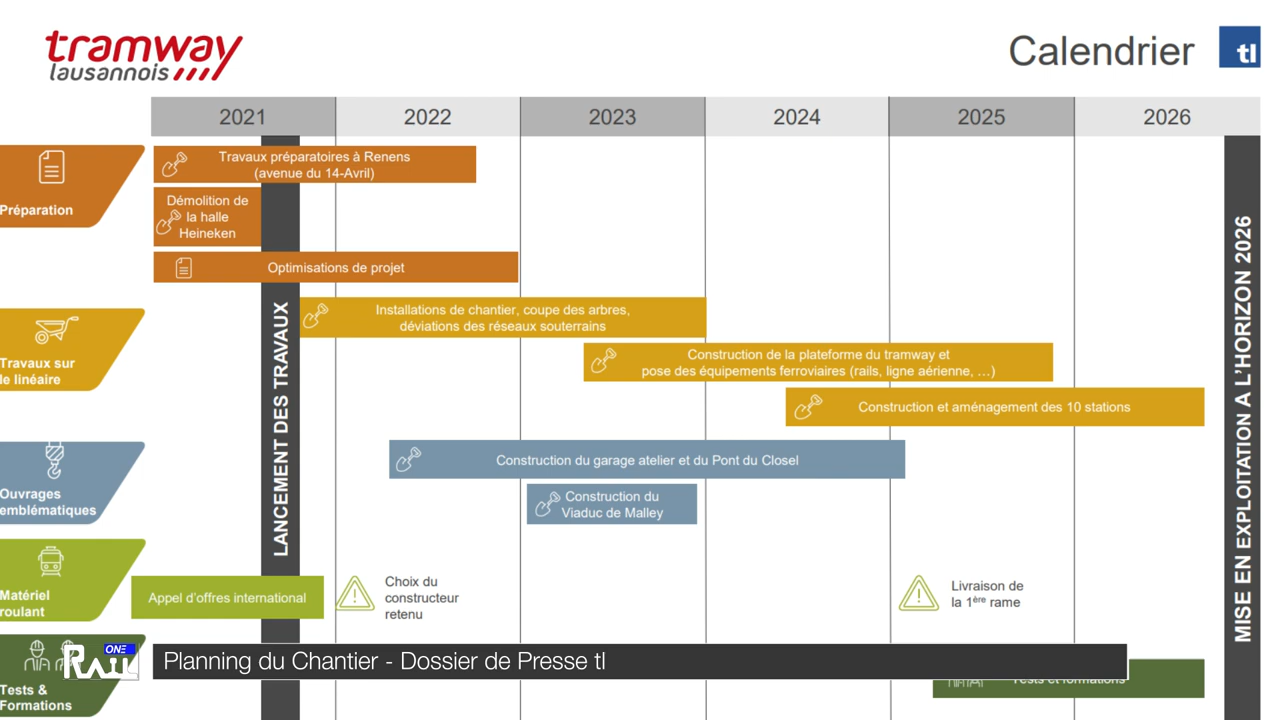 tramway
lausannois
Calendrier
tl
2021
2022
2023
2024
2025
2026
Préparation
Travaux préparatoires à Renens
(avenue du 14-Avril)
Démolition de
la halle
Heineken
Optimisations de projet
LANCEMENT DES TRAVAUX
MISE EN EXPLOITATION A L'HORIZON 2026
Travaux sur
le linéaire
Installations de chantier, coupe des arbres,
déviations des réseaux souterrains
Construction de la plateforme du tramway et
pose des équipements ferroviaires (rails, ligne aérienne, …)
Construction et aménagement des 10 stations
Ouvrages
emblématiques
Construction du garage atelier et du Pont du Closel
Construction du
Viaduc de Malley
Matériel
roulant
Appel d'offres international
Choix du
constructeur
retenu
Livraison de
la 1ère rame
Tests &
Formations
Tests et formations
ONE
RAIL
Planning du Chantier - Dossier de Presse tl